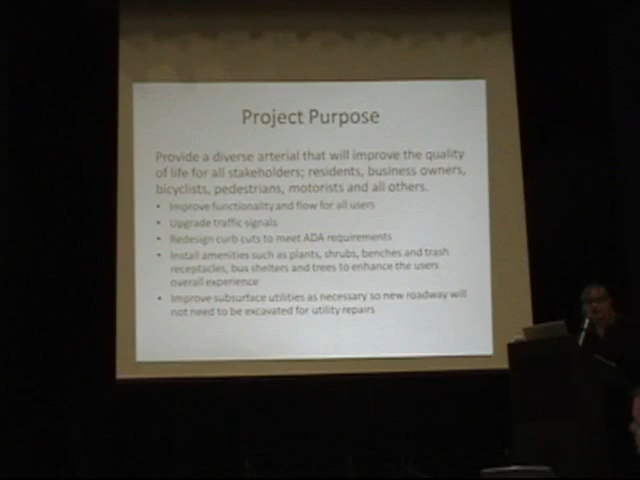 Project Purpose
Provide a diverse arterial that will improve the quality
of life for all stakeholders; residents, business owners,
bicyclists, pedestrians, motorists and all others.
• Improve functionality and flow for all users
• Upgrade traffic signals
• Redesign curb cuts to meet ADA requirements
• Install amenities such as plants, shrubs, benches and trash
receptacles, bus shelters and trees to enhance the users
overall experience
• Improve subsurface utilities as necessary so new roadway will
not need to be excavated for utility repairs